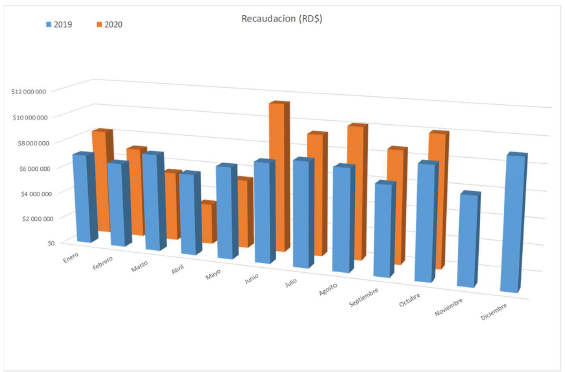 Recaudacion (RD$)
2019 2020
$12 000 000
$10 000 000
$8 000 000
$6 000 000
$4 000 000
$2 000 000
$0
Enero
Febrero
Marzo
Abril
Mayo
Junio
Julio
Agosto
Septiembre
Octubre
Noviembre
Diciembre